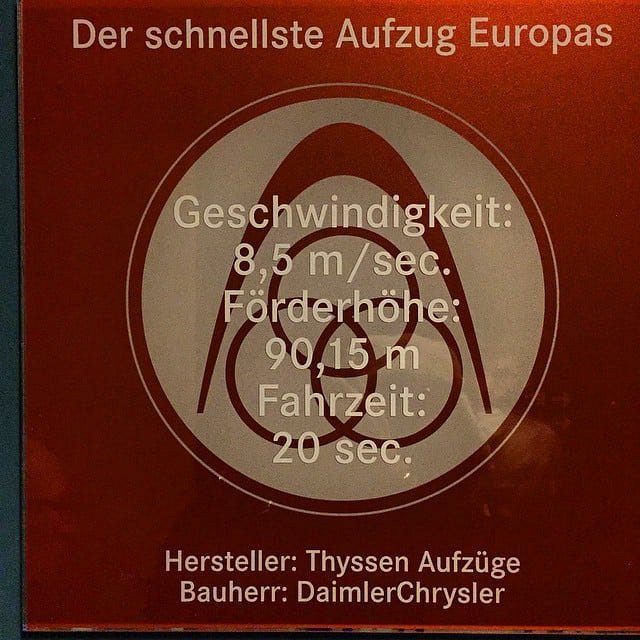 Der schnellste Aufzug Europas
Geschwindigkeit:
8,5 m/sec.
Förderhöhe:
90,15 m
Fahrzeit:
20 sec.
Hersteller: Thyssen Aufzüge
Bauherr: DaimlerChrysler